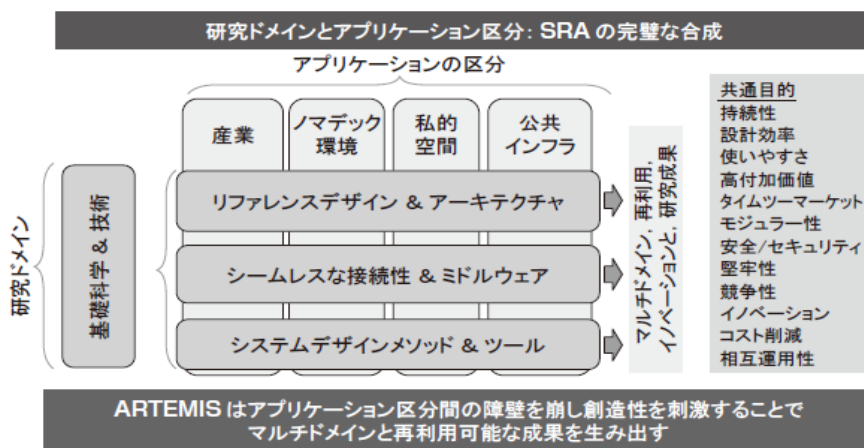 研究ドメインとアプリケーション区分: SRA の完璧な合成
アプリケーションの区分
産業
ノマデック
環境
私的
空間
公共
インフラ
研究ドメイン
基礎科学 & 技術
リファレンスデザイン & アーキテクチャ
シームレスな接続性 & ミドルウェア
システムデザインメソッド & ツール
マルチドメイン, 再利用,
イノベーションと, 研究成果
共通目的
持続性
設計効率
使いやすさ
高付加価値
タイムツーマーケット
モジュラー性
安全/セキュリティ
堅牢性
競争性
イノベーション
コスト削減
相互運用性
ARTEMIS はアプリケーション区分間の障壁を崩し創造性を刺激することで
マルチドメインと再利用可能な成果を生み出す